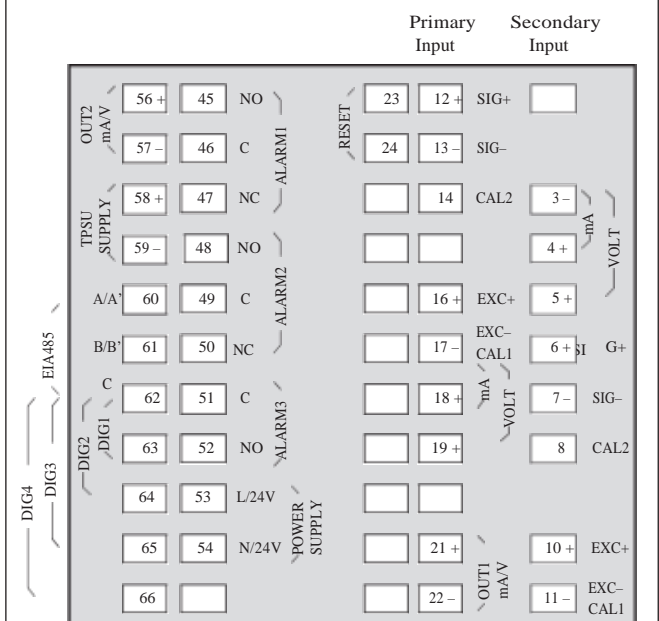 Primary Secondary
Input Input
56 + 45 NO 23 12 + SIG+
OUT2
mA/V
RESET
57 – 46 C 24 13 – SIG–
ALARM1
58 + 47 NC 14 CAL2 3 –
TPSU
SUPPLY
mA
59 – 48 NO 4 +
VOLT
A/A' 60 49 C 16 + EXC+ 5 +
ALARM2
EXC–
B/B' 61 50 NC 17 – CAL1 6 + SI G+
EIA485
C
62 51 C 18 + 7 – SIG–
mA
VOLT
DIG1
DIG2
ALARM3
63 52 NO 19 + 8 CAL2
DIG3
DIG4
64 53 L/24V
POWER
SUPPLY
65 54 N/24V 21 + 10 + EXC+
OUT1
mA/V
66 22 – 11 – EXC–
CAL1